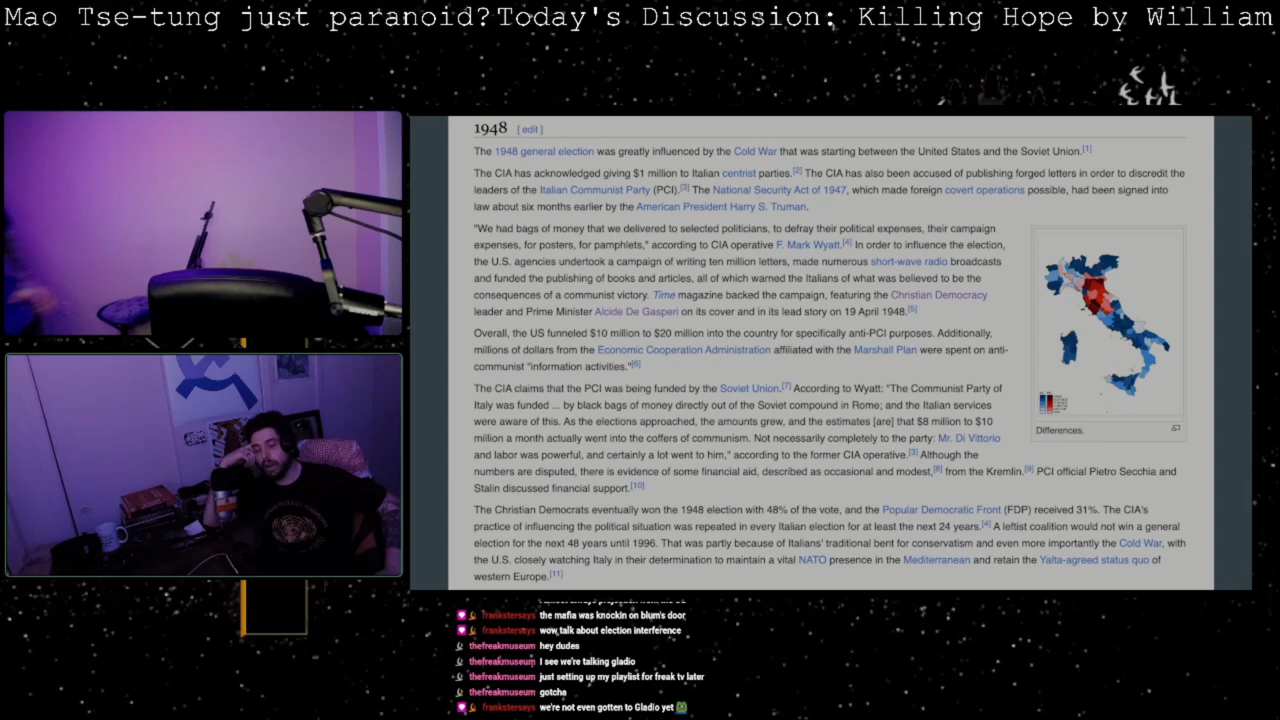 Mao Tse-tung just paranoid?Today's Discussion: Killing Hope by William
1948 [ edit ]
The 1948 general election was greatly influenced by the Cold War that was starting between the United States and the Soviet Union.[1]
The CIA has acknowledged giving $1 million to Italian centrist parties.[2] The CIA has also been accused of publishing forged letters in order to discredit the
leaders of the Italian Communist Party (PCI).[3] The National Security Act of 1947, which made foreign covert operations possible, had been signed into
law about six months earlier by the American President Harry S. Truman.
"We had bags of money that we delivered to selected politicians, to defray their political expenses, their campaign
expenses, for posters, for pamphlets," according to CIA operative F. Mark Wyatt.[4] In order to influence the election,
the U.S. agencies undertook a campaign of writing ten million letters, made numerous short-wave radio broadcasts
and funded the publishing of books and articles, all of which warned the Italians of what was believed to be the
consequences of a communist victory. Time magazine backed the campaign, featuring the Christian Democracy
leader and Prime Minister Alcide De Gasperi on its cover and in its lead story on 19 April 1948.[5]
Overall, the US funneled $10 million to $20 million into the country for specifically anti-PCI purposes. Additionally,
millions of dollars from the Economic Cooperation Administration affiliated with the Marshall Plan were spent on anti-
communist "information activities."[6]
The CIA claims that the PCI was being funded by the Soviet Union.[7] According to Wyatt: "The Communist Party of
Italy was funded ... by black bags of money directly out of the Soviet compound in Rome; and the Italian services
were aware of this. As the elections approached, the amounts grew, and the estimates [are] that $8 million to $10
million a month actually went into the coffers of communism. Not necessarily completely to the party: Mr. Di Vittorio
and labor was powerful, and certainly a lot went to him," according to the former CIA operative.[3] Although the
numbers are disputed, there is evidence of some financial aid, described as occasional and modest,[8] from the Kremlin.[9] PCI official Pietro Secchia and
Stalin discussed financial support.[10]
Differences.
The Christian Democrats eventually won the 1948 election with 48% of the vote, and the Popular Democratic Front (FDP) received 31%. The CIA's
practice of influencing the political situation was repeated in every Italian election for at least the next 24 years.[4] A leftist coalition would not win a general
election for the next 48 years until 1996. That was partly because of Italians' traditional bent for conservatism and even more importantly the Cold War, with
the U.S. closely watching Italy in their determination to maintain a vital NATO presence in the Mediterranean and retain the Yalta-agreed status quo of
western Europe.[11]
frankstersays the mafia was knockin on blum's door
frankstersays wow talk about election interference
thefreakmuseum hey dudes
thefreakmuseum I see we're talking gladio
thefreakmuseum just setting up my playlist for freak tv later
thefreakmuseum gotcha
frankstersays we're not even gotten to Gladio yet